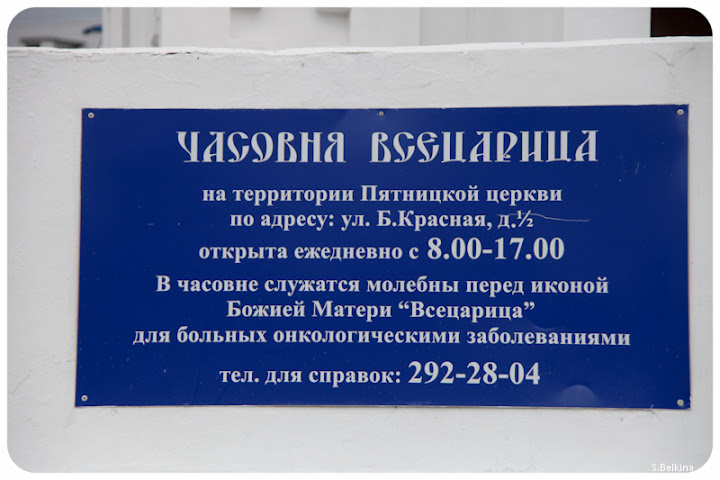 ЧАСОВНЯ ВСЕЦАРИЦА
на территории Пятницкой церкви
по адресу: ул. Б.Красная, д.½
открыта ежедневно с 8.00-17.00
В часовне служатся молебны перед иконой
Божией Матери “Всецарица”
для больных онкологическими заболеваниями
тел. для справок: 292-28-04
S.Belkina